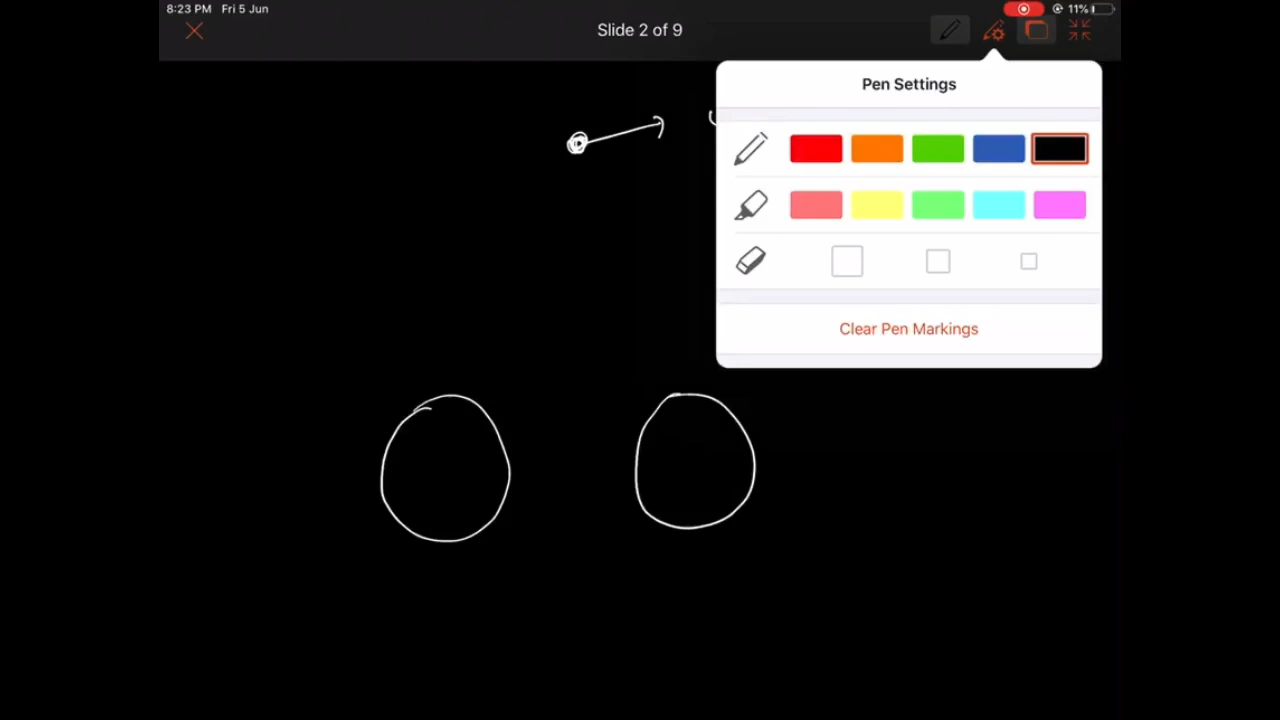 8:23 PM Fri 5 Jun
11%
Slide 2 of 9
Pen Settings
Clear Pen Markings